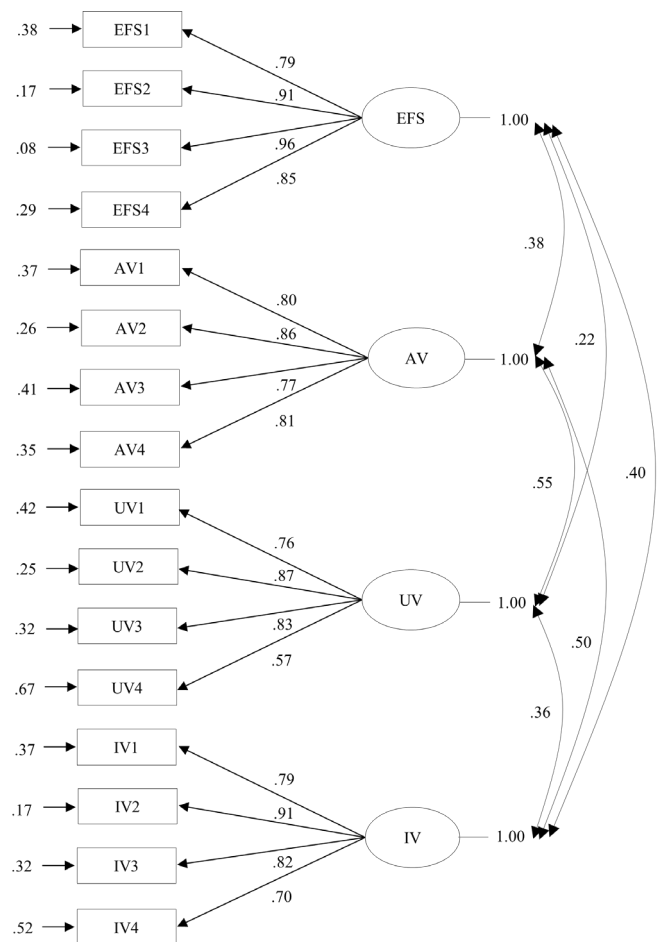 .38 EFS1
.79
.17 EFS2
.91
EFS 1.00
.08 EFS3
.96
.85
.29 EFS4
.38
.37 AV1
.80
.26 AV2
.86
.22
AV 1.00
.41 AV3
.77
.81
.35 AV4
.40
.55
.42 UV1
.76
.25 UV2
.87
UV 1.00
.32 UV3
.83
.50
.57
.67 UV4
.36
.37 IV1
.79
.17 IV2
.91
IV 1.00
.32 IV3
.82
.70
.52 IV4